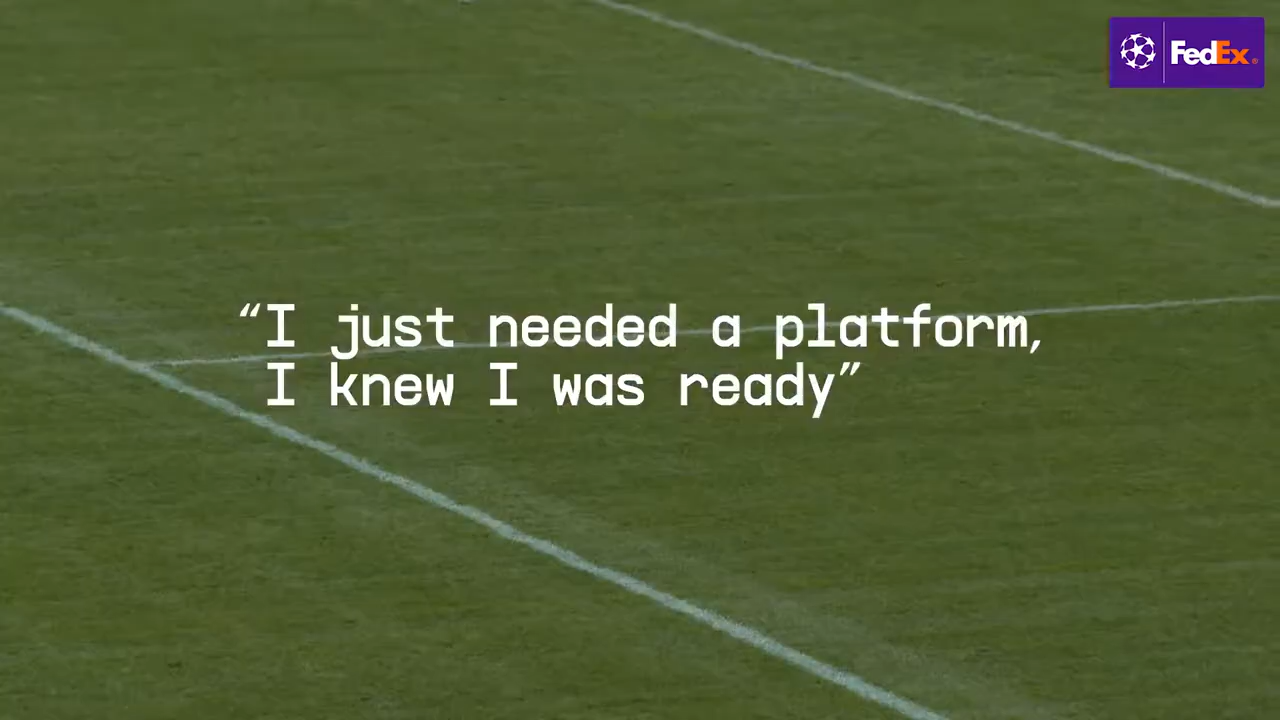 FedEx®
“I just needed a platform,
I knew I was ready”